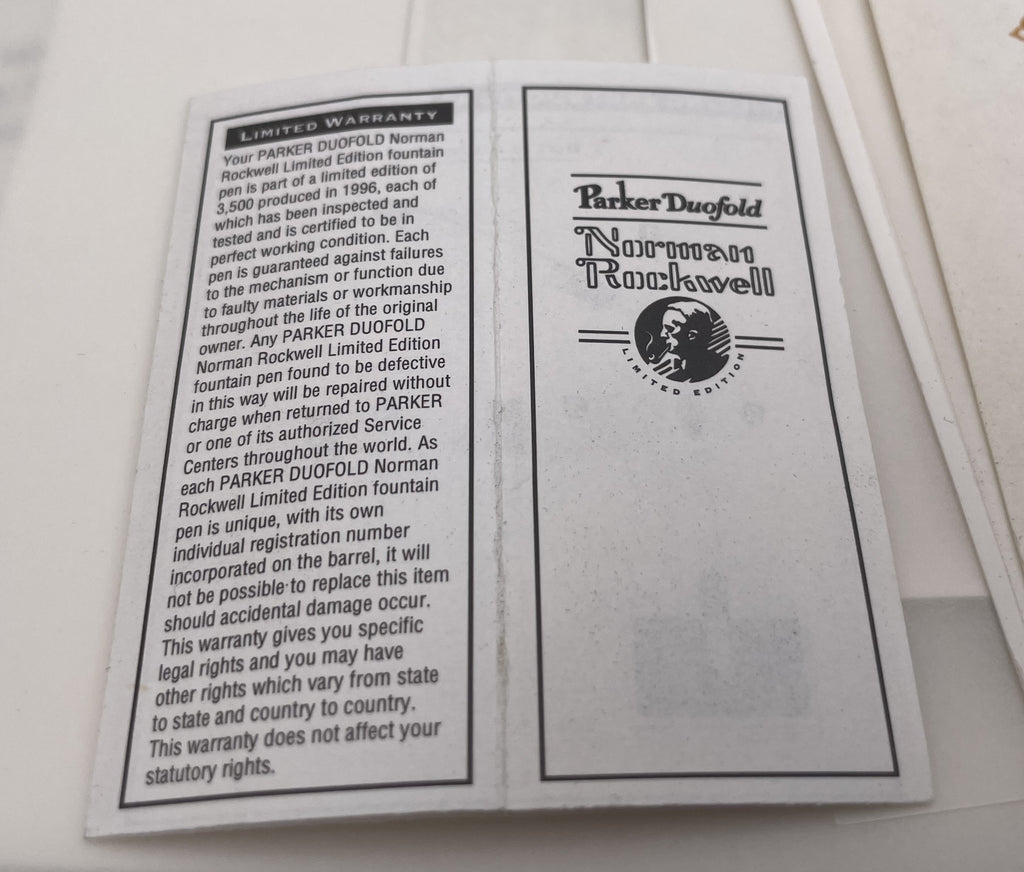 LIMITED WARRANTY
Your PARKER DUOFOLD Norman
Rockwell Limited Edition fountain
pen is part of a limited edition of
3,500 produced in 1996, each of
which has been inspected and
tested and is certified to be in
perfect working condition. Each
pen is guaranteed against failures
to the mechanism or function due
to faulty materials or workmanship
throughout the life of the original
owner. Any PARKER DUOFOLD
Norman Rockwell Limited Edition
fountain pen found to be defective
in this way will be repaired without
charge when returned to PARKER
or one of its authorized Service
Centers throughout the world. As
each PARKER DUOFOLD Norman
Rockwell Limited Edition fountain
pen is unique, with its own
individual registration number
incorporated on the barrel, it will
not be possible to replace this item
should accidental damage occur.
This warranty gives you specific
legal rights and you may have
other rights which vary from state
to state and country to country.
This warranty does not affect your
statutory rights.
Parker Duofold
Norman
Rockwell
LIMITED EDITION